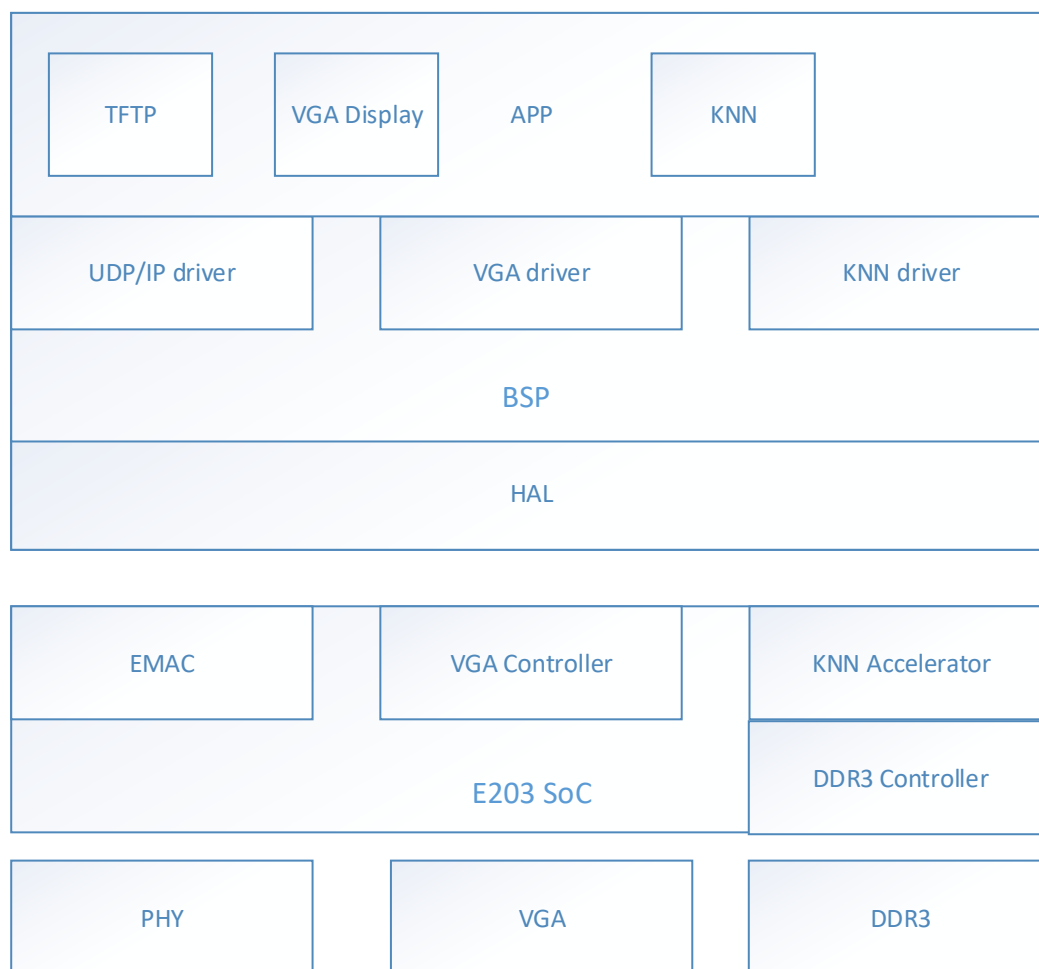 TFTP
VGA Display
APP
KNN
UDP/IP driver
VGA driver
KNN driver
BSP
HAL
EMAC
VGA Controller
KNN Accelerator
DDR3 Controller
E203 SoC
PHY
VGA
DDR3